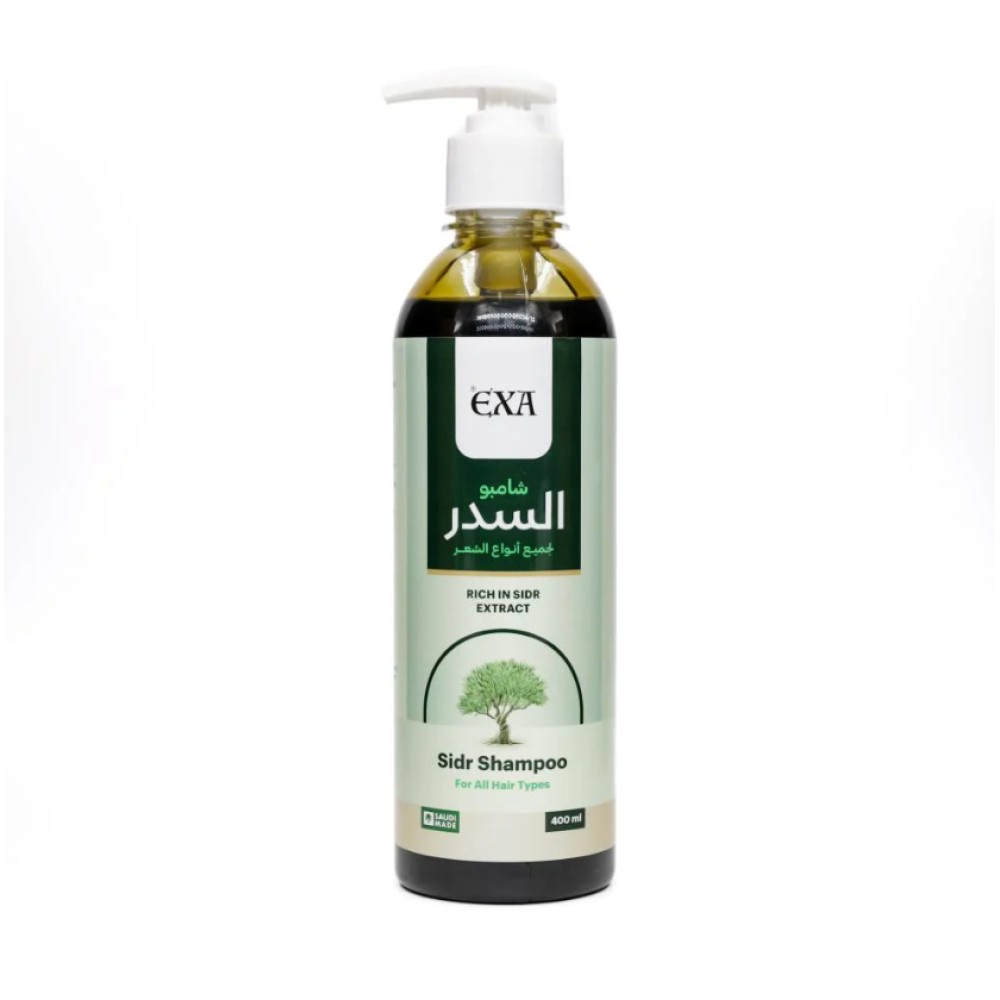 EXA
شامبو
السدر
لجميع أنواع الشعر
RICH IN SIDR
EXTRACT
Sidr Shampoo
For All Hair Types
SAUDI
MADE
400 ml